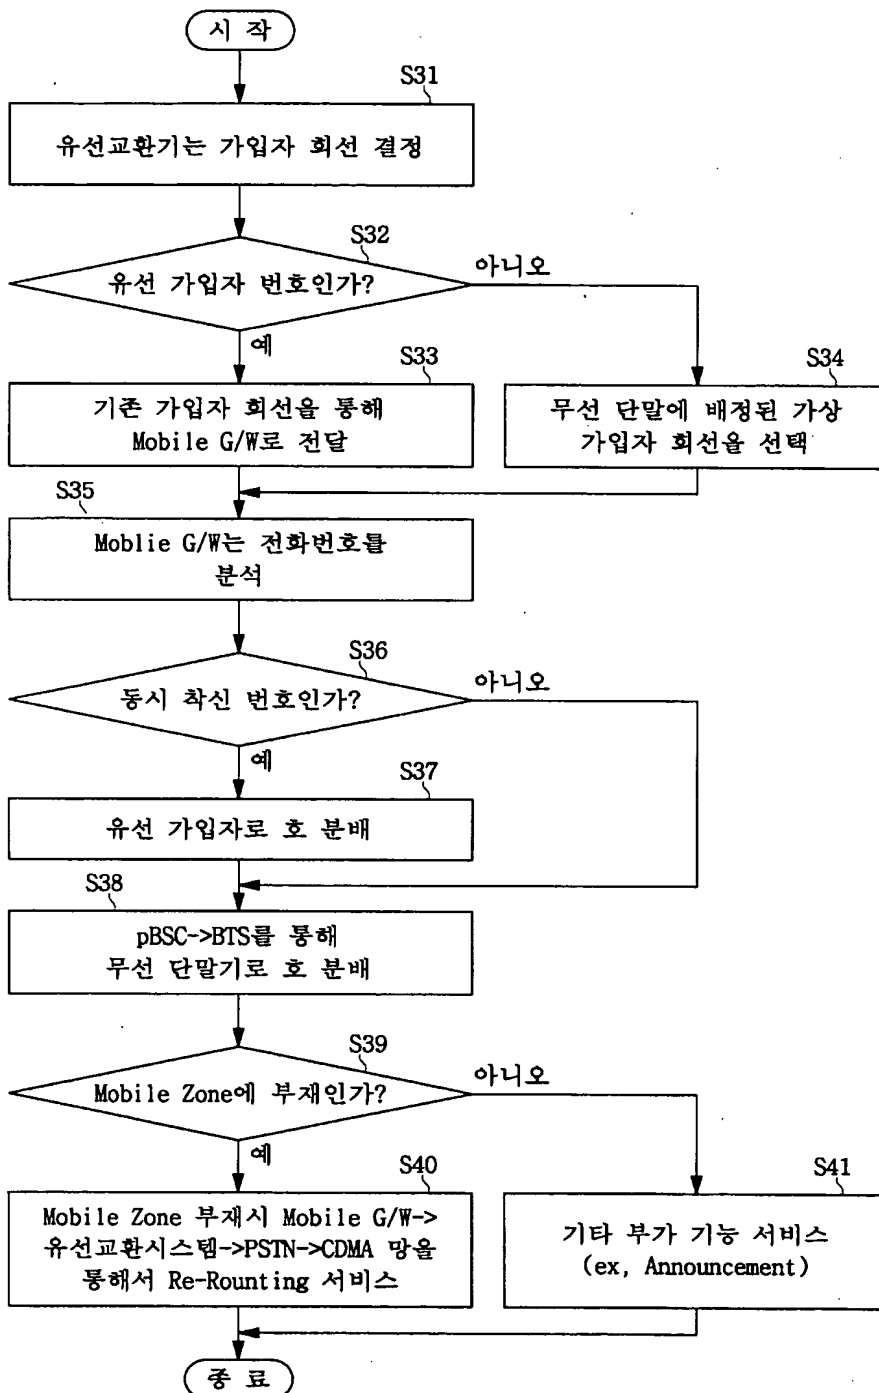 시 작
S31
유선교환기는 가입자 회선 결정
S32
유선 가입자 번호인가?
아니오
예
S33
기존 가입자 회선을 통해
Mobile G/W로 전달
S34
무선 단말에 배정된 가상
가입자 회선을 선택
S35
Moblie G/W는 전화번호를
분석
S36
동시 착신 번호인가?
아니오
예
S37
유선 가입자로 호 분배
S38
pBSC->BTS를 통해
무선 단말기로 호 분배
S39
Mobile Zone에 부재인가?
아니오
예
S40
Mobile Zone 부재시 Mobile G/W->
유선교환시스템->PSTN->CDMA 망을
통해서 Re-Rounting 서비스
S41
기타 부가 기능 서비스
(ex, Announcement)
종 료